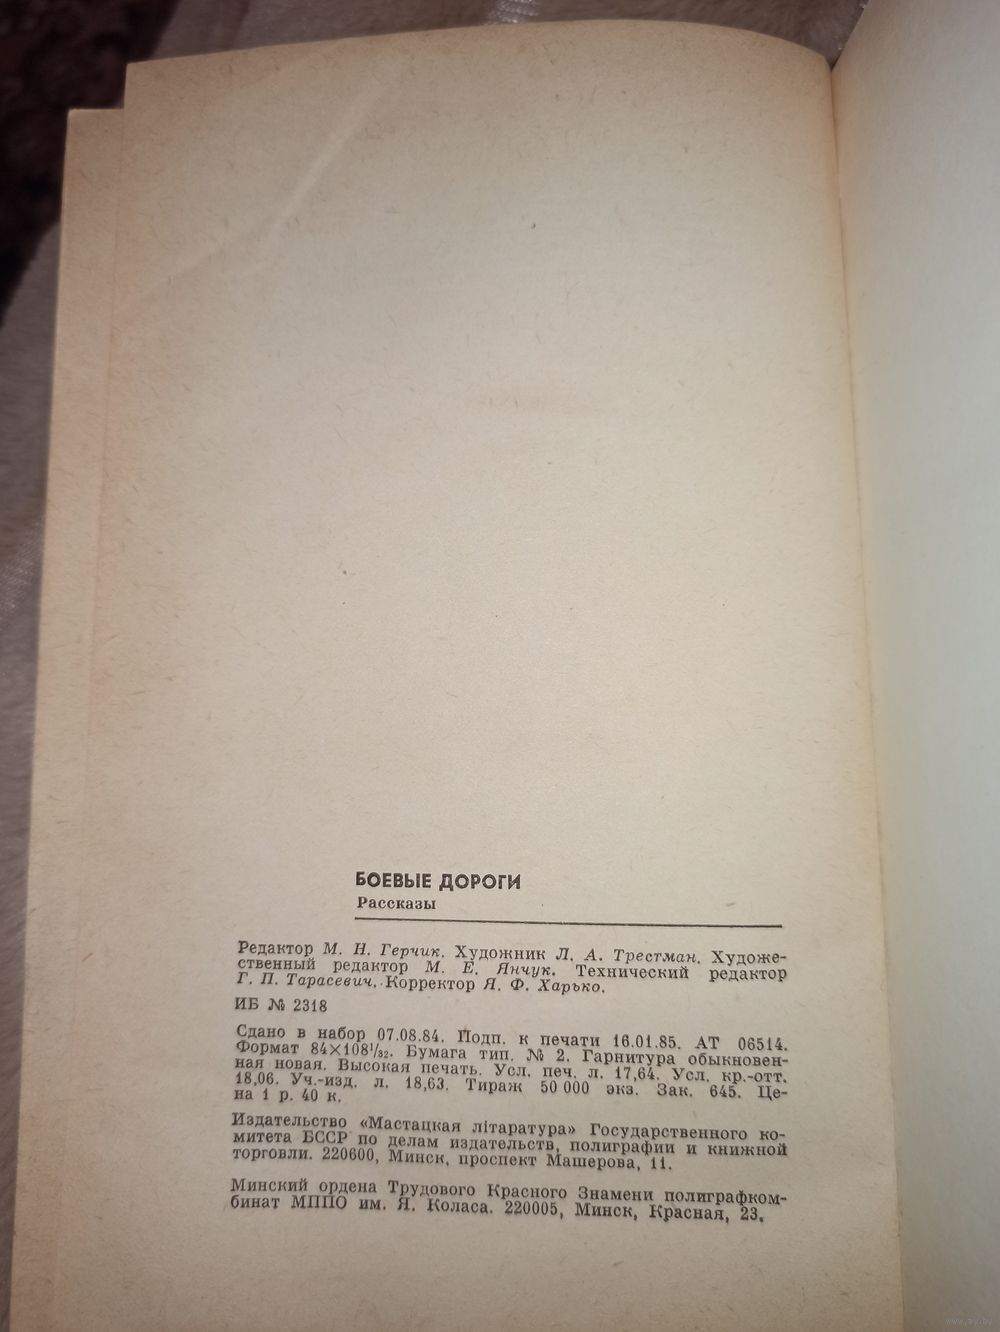 БОЕВЫЕ ДОРОГИ
Рассказы
Редактор М. Н. Герчик. Художник Л. А. Трестман. Художе-
ственный редактор М. Е. Янчук. Технический редактор
Г. П. Тарасевич. Корректор Я. Ф. Харько.
ИБ № 2318
Сдано в набор 07.08.84. Подп. к печати 16.01.85. АТ 06514.
Формат 84×108¹/₃₂. Бумага тип. № 2. Гарнитура обыкновен-
ная новая. Высокая печать. Усл. печ. л. 17,64. Усл. кр.-отт.
18,06. Уч.-изд. л. 18,63. Тираж 50 000 экз. Зак. 645. Це-
на 1 р. 40 к.
Издательство «Мастацкая літаратура» Государственного ко-
митета БССР по делам издательств, полиграфии и книжной
торговли. 220600, Минск, проспект Машерова, 11.
Минский ордена Трудового Красного Знамени полиграфком-
бинат МППО им. Я. Коласа. 220005, Минск, Красная, 23.